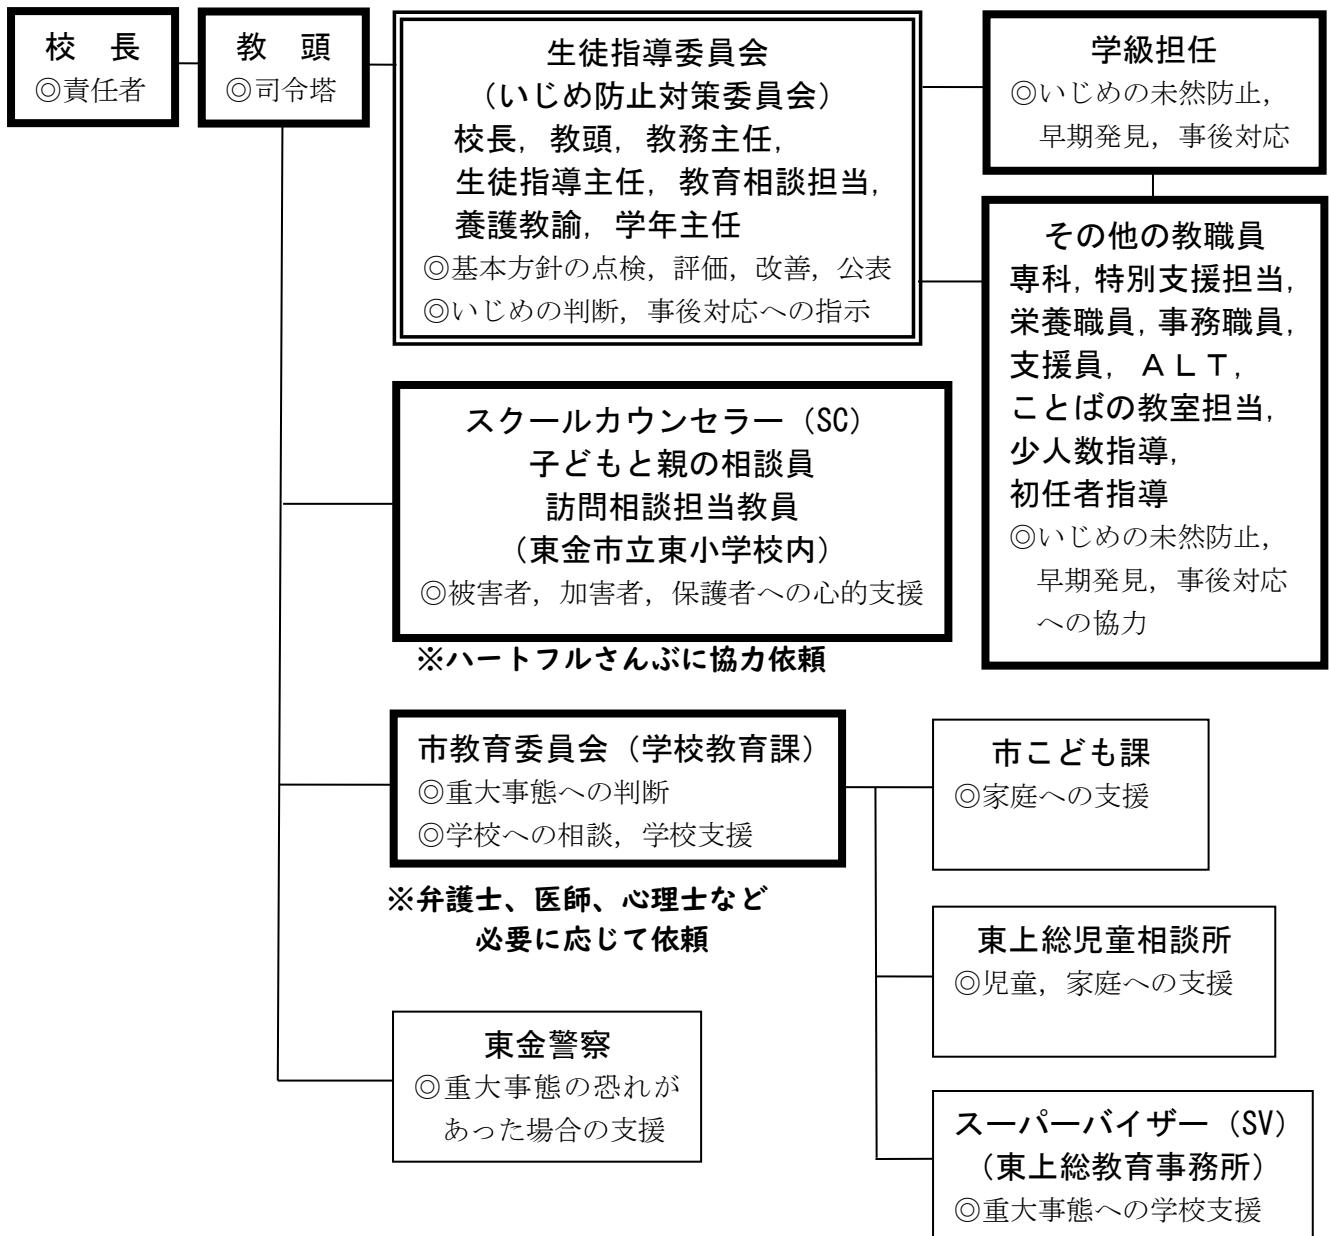 校　長
◎責任者
教　頭
◎司令塔
生徒指導委員会
（いじめ防止対策委員会）
校長，教頭，教務主任，
生徒指導主任，教育相談担当，
養護教諭，学年主任
◎基本方針の点検，評価，改善，公表
◎いじめの判断，事後対応への指示
学級担任
◎いじめの未然防止，
早期発見，事後対応
その他の教職員
専科，特別支援担当，
栄養職員，事務職員，
支援員，ＡＬＴ，
ことばの教室担当，
少人数指導，
初任者指導
◎いじめの未然防止，
早期発見，事後対応
への協力
スクールカウンセラー（SC）
子どもと親の相談員
訪問相談担当教員
（東金市立東小学校内）
◎被害者，加害者，保護者への心的支援
※ハートフルさんぶに協力依頼
市教育委員会（学校教育課）
◎重大事態への判断
◎学校への相談，学校支援
※弁護士、医師、心理士など
必要に応じて依頼
市こども課
◎家庭への支援
東上総児童相談所
◎児童，家庭への支援
東金警察
◎重大事態の恐れが
あった場合の支援
スーパーバイザー（SV）
（東上総教育事務所）
◎重大事態への学校支援